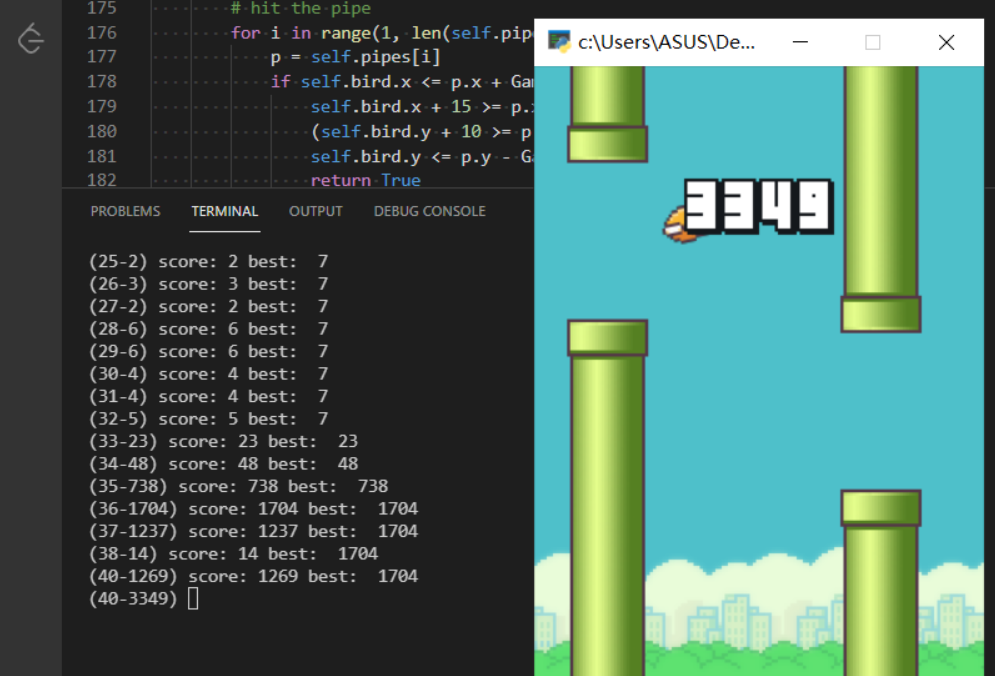 175 # hit the pipe
176 for i in range(1, len(self.pip
177 p = self.pipes[i]
178 if self.bird.x <= p.x + Ga
179 self.bird.x + 15 >= p.
180 (self.bird.y + 10 >= p
181 self.bird.y <= p.y - G
182 return True
c:\Users\ASUS\De...
3349
PROBLEMS TERMINAL OUTPUT DEBUG CONSOLE
(25-2) score: 2 best:  7
(26-3) score: 3 best:  7
(27-2) score: 2 best:  7
(28-6) score: 6 best:  7
(29-6) score: 6 best:  7
(30-4) score: 4 best:  7
(31-4) score: 4 best:  7
(32-5) score: 5 best:  7
(33-23) score: 23 best:  23
(34-48) score: 48 best:  48
(35-738) score: 738 best:  738
(36-1704) score: 1704 best:  1704
(37-1237) score: 1237 best:  1704
(38-14) score: 14 best:  1704
(40-1269) score: 1269 best:  1704
(40-3349)